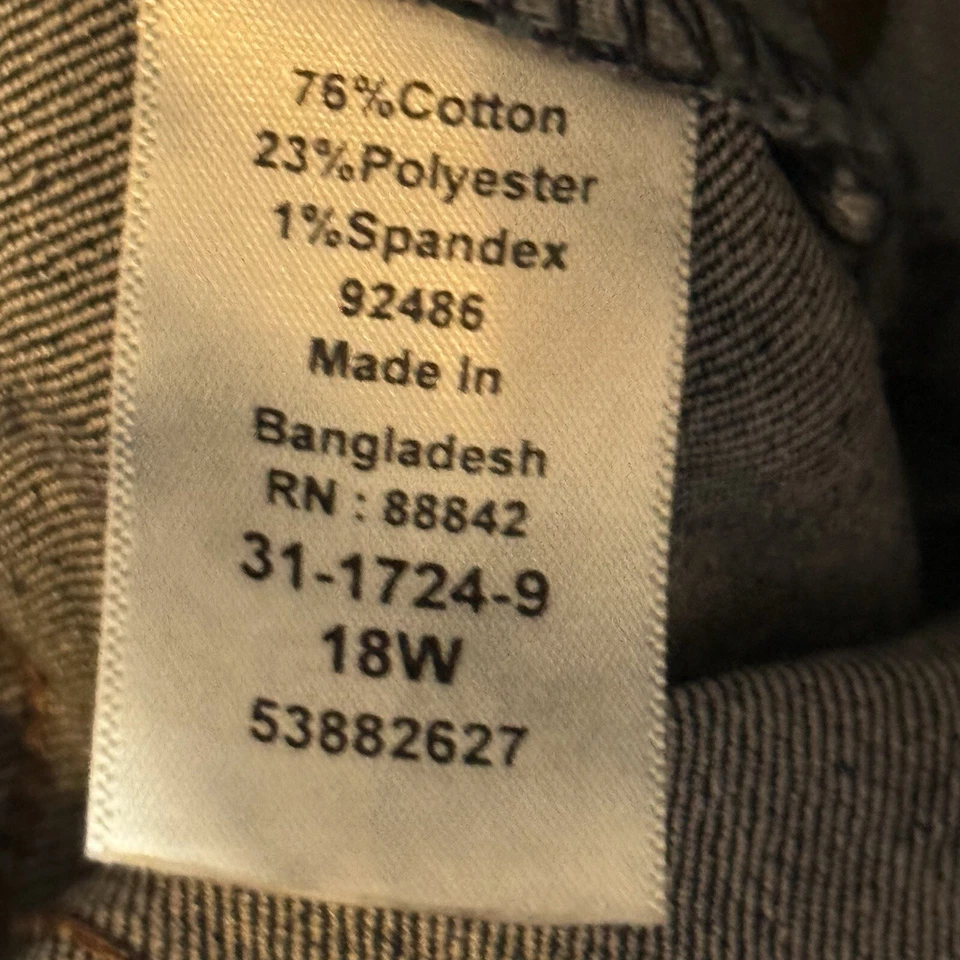 76%Cotton
23%Polyester
1%Spandex
92486
Made In
Bangladesh
RN : 88842
31-1724-9
18W
53882627